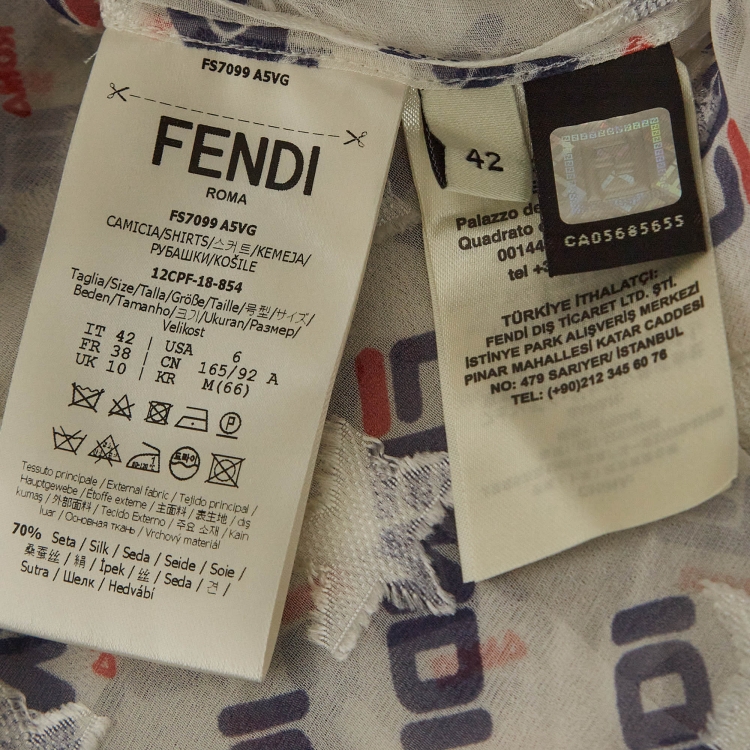 FS7099 A5VG
FENDI
ROMA
FS7099 A5VG
CAMICIA/SHIRTS/스커트/KEMEJA/
РУБАШКИ/KOŠILE
12CPF-18-854
Taglia/Size/Talla/Größe/Taille/号型/サイズ/
Beden/Tamanho/크기/Ukuran/Размер/
Velikost
IT 42 | USA 6
FR 38 | CN 165/92 A
UK 10 | KR M(66)
P
드라이
Tessuto principale / External fabric / Tejido principal /
Hauptgewebe / Étoffe externe / 主面料 / 表生地 / dış
kumaş / 外部面料 / Tecido Externo / 주요 소재 / Kain
luar / Основная ткань / Vrchový materiál
70% Seta / Silk / Seda / Seide / Soie /
桑蚕丝 / 絹 / İpek / 丝 / Seda / 견 /
Sutra / Шелк / Hedvábí
42
CA05685655
Palazzo
Quadrato
00144
tel
TÜRKİYE İTHALATÇI:
FENDİ DIŞ TİCARET LTD. ŞTİ.
İSTİNYE PARK ALIŞVERİŞ MERKEZİ
PINAR MAHALLESİ KATAR CADDESİ
NO: 479 SARIYER/ İSTANBUL
TEL: (+90)212 345 60 76